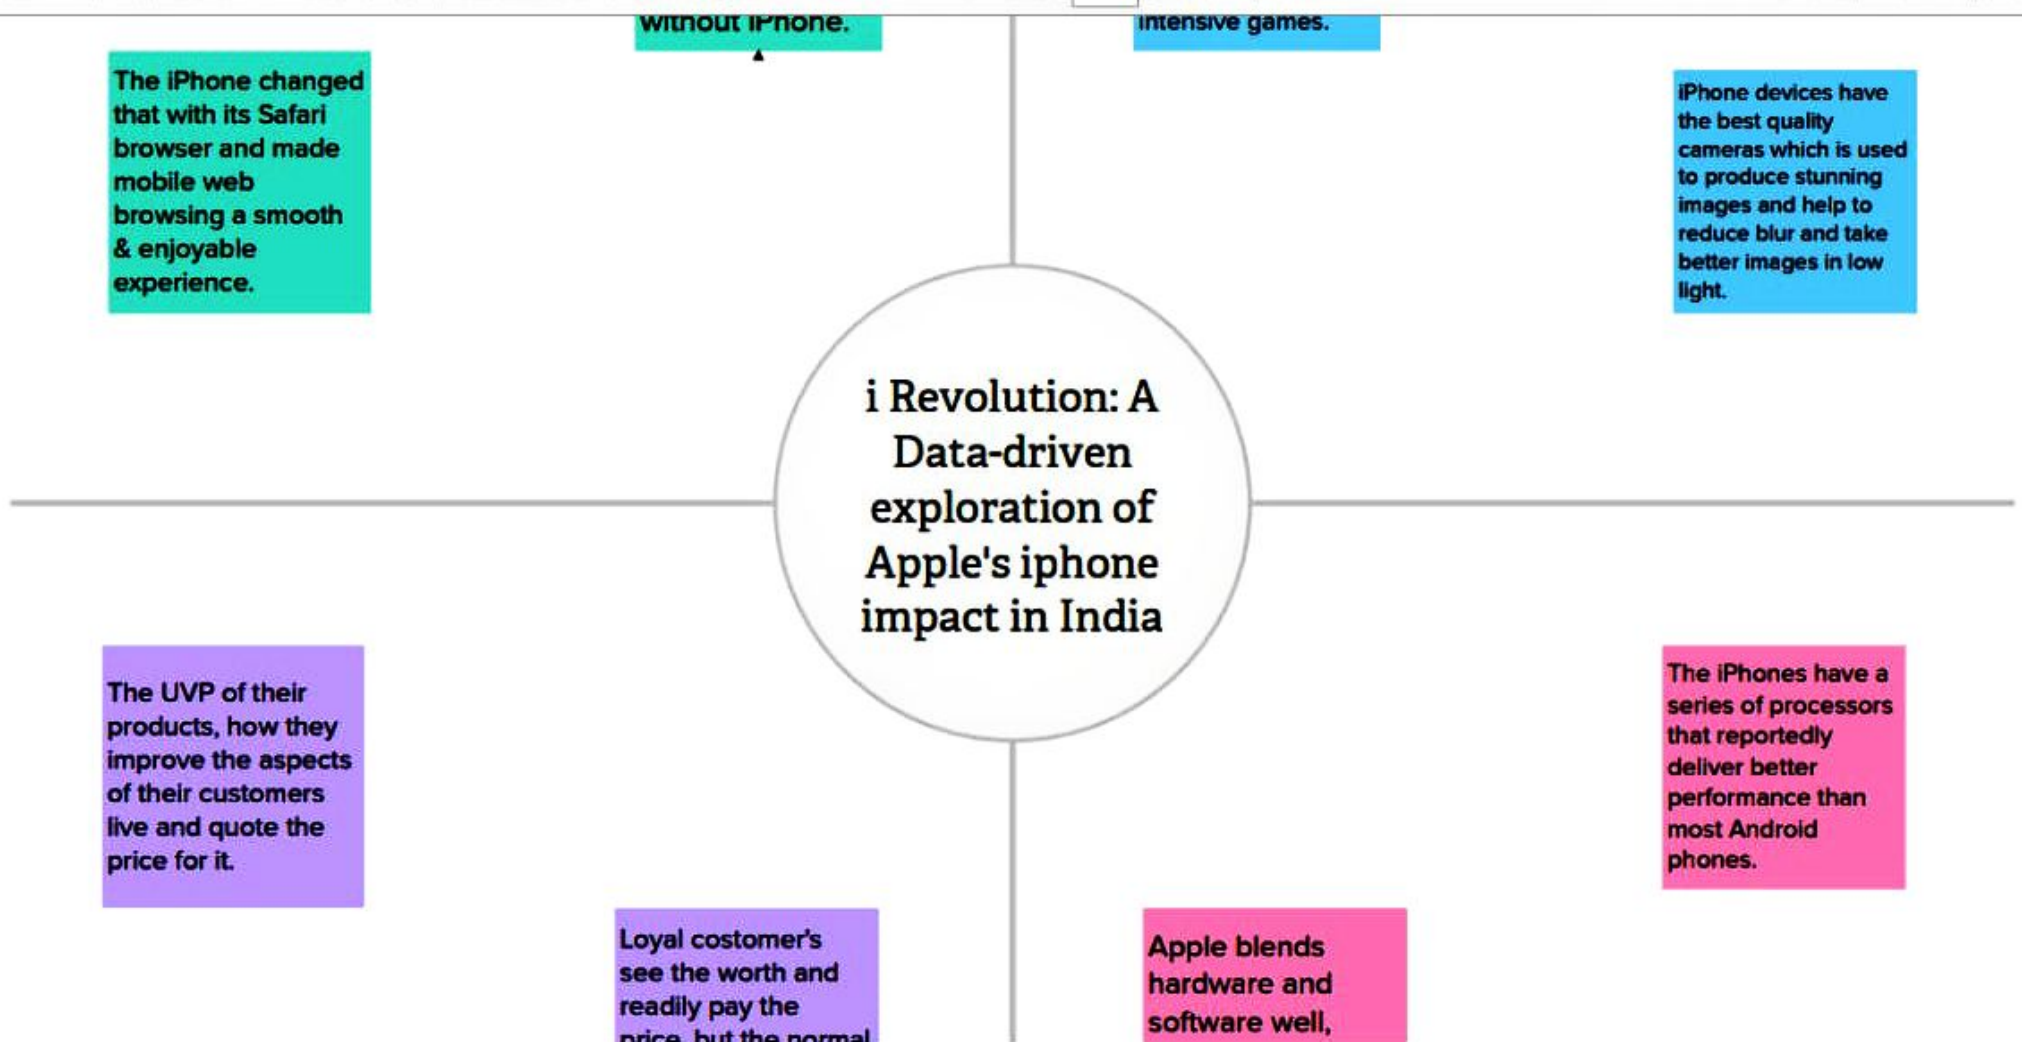 without iPhone.
intensive games.
The iPhone changed
that with its Safari
browser and made
mobile web
browsing a smooth
& enjoyable
experience.
iPhone devices have
the best quality
cameras which is used
to produce stunning
images and help to
reduce blur and take
better images in low
light.
i Revolution: A
Data-driven
exploration of
Apple's iphone
impact in India
The UVP of their
products, how they
improve the aspects
of their customers
live and quote the
price for it.
The iPhones have a
series of processors
that reportedly
deliver better
performance than
most Android
phones.
Loyal costomer's
see the worth and
readily pay the
price, but the normal
Apple blends
hardware and
software well,